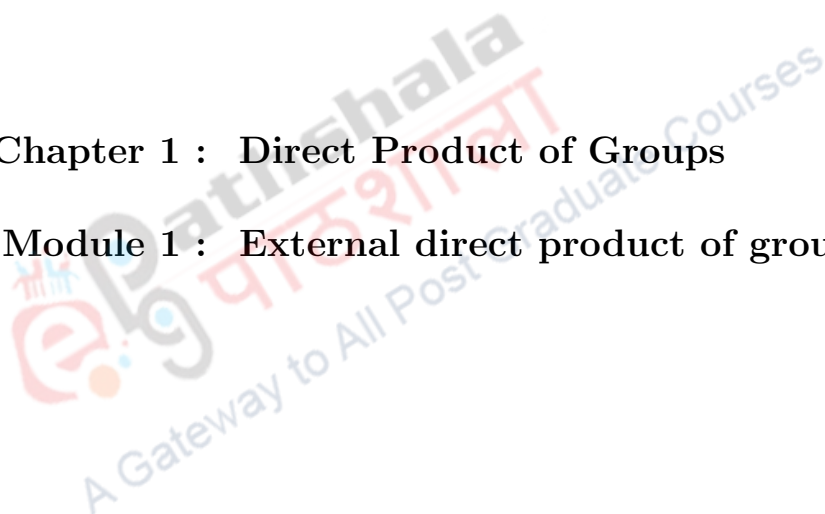 Chapter 1 : Direct Product of Groups
Module 1 : External direct product of grou
Pathshala
पाठशाला
A Gateway to All Post Graduate Courses